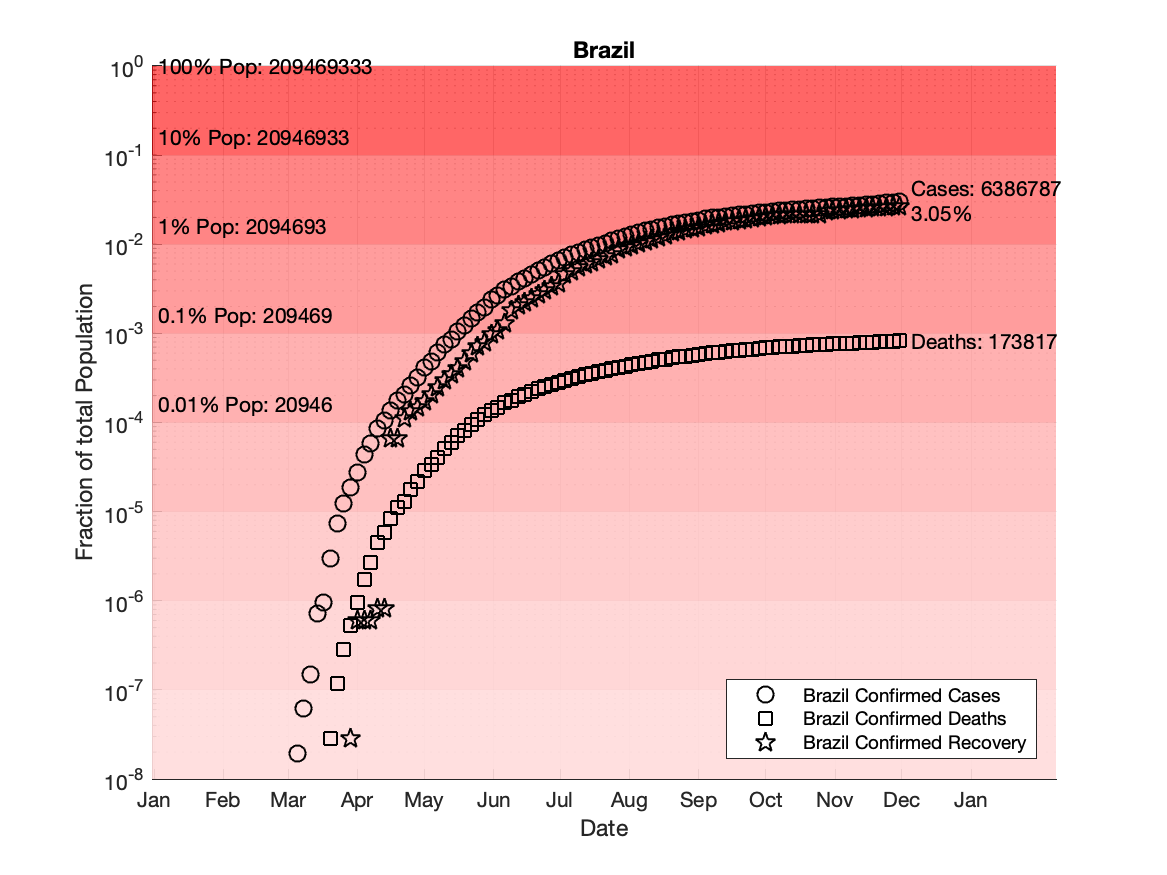 Brazil
10^0
10^-1
10^-2
10^-3
10^-4
10^-5
10^-6
10^-7
10^-8
Fraction of total Population
100% Pop: 209469333
10% Pop: 20946933
1% Pop: 2094693
0.1% Pop: 209469
0.01% Pop: 20946
Cases: 6386787
3.05%
Deaths: 173817
Brazil Confirmed Cases
Brazil Confirmed Deaths
Brazil Confirmed Recovery
Jan Feb Mar Apr May Jun Jul Aug Sep Oct Nov Dec Jan
Date